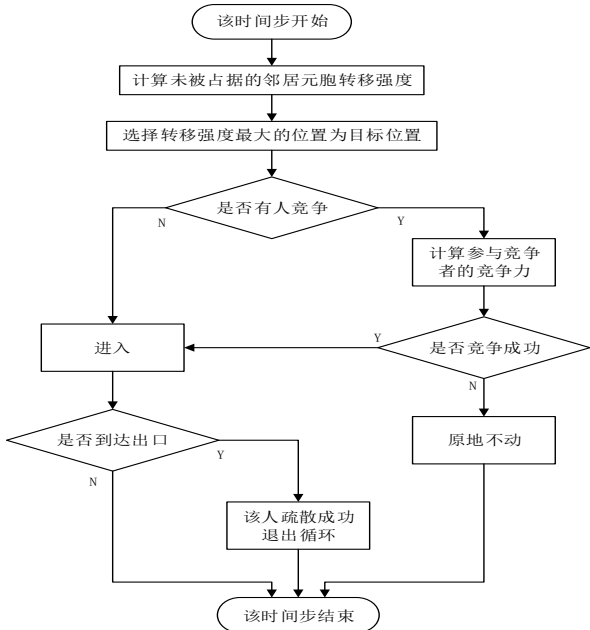 该时间步开始
计算未被占据的邻居元胞转移强度
选择转移强度最大的位置为目标位置
是否有人竞争
N
Y
计算参与竞争
者的竞争力
进入
Y
是否竞争成功
N
是否到达出口
Y
N
原地不动
该人疏散成功
退出循环
该时间步结束